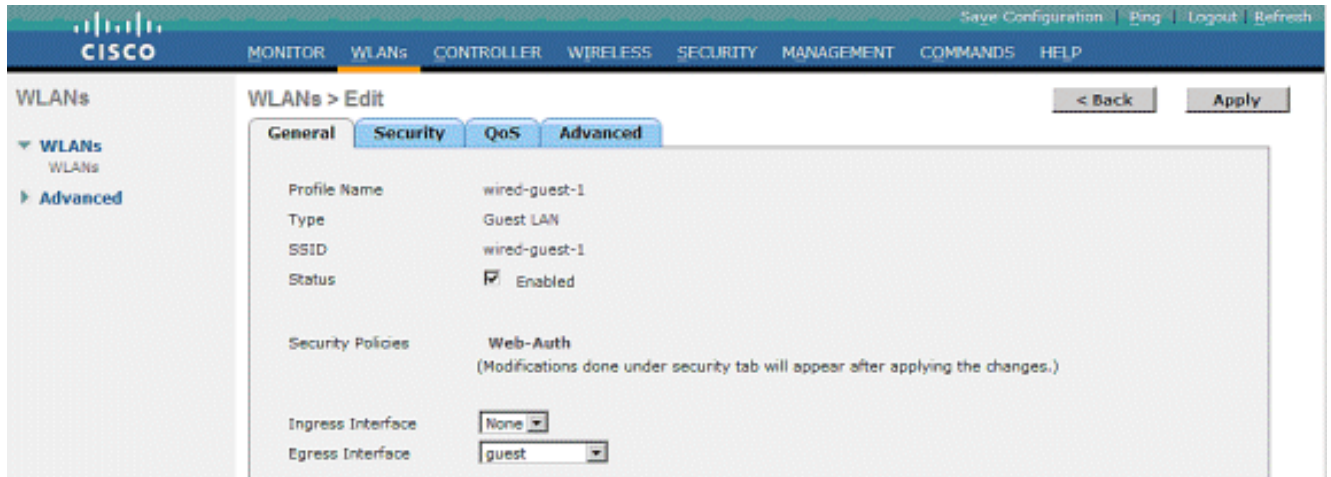 Save Configuration | Ping | Logout | Refresh
CISCO MONITOR WLANs CONTROLLER WIRELESS SECURITY MANAGEMENT COMMANDS HELP
WLANs
WLANs > Edit
< Back Apply
General Security QoS Advanced
WLANs
WLANs
Advanced
Profile Name wired-guest-1
Type Guest LAN
SSID wired-guest-1
Status Enabled
Security Policies Web-Auth
(Modifications done under security tab will appear after applying the changes.)
Ingress Interface None
Egress Interface guest